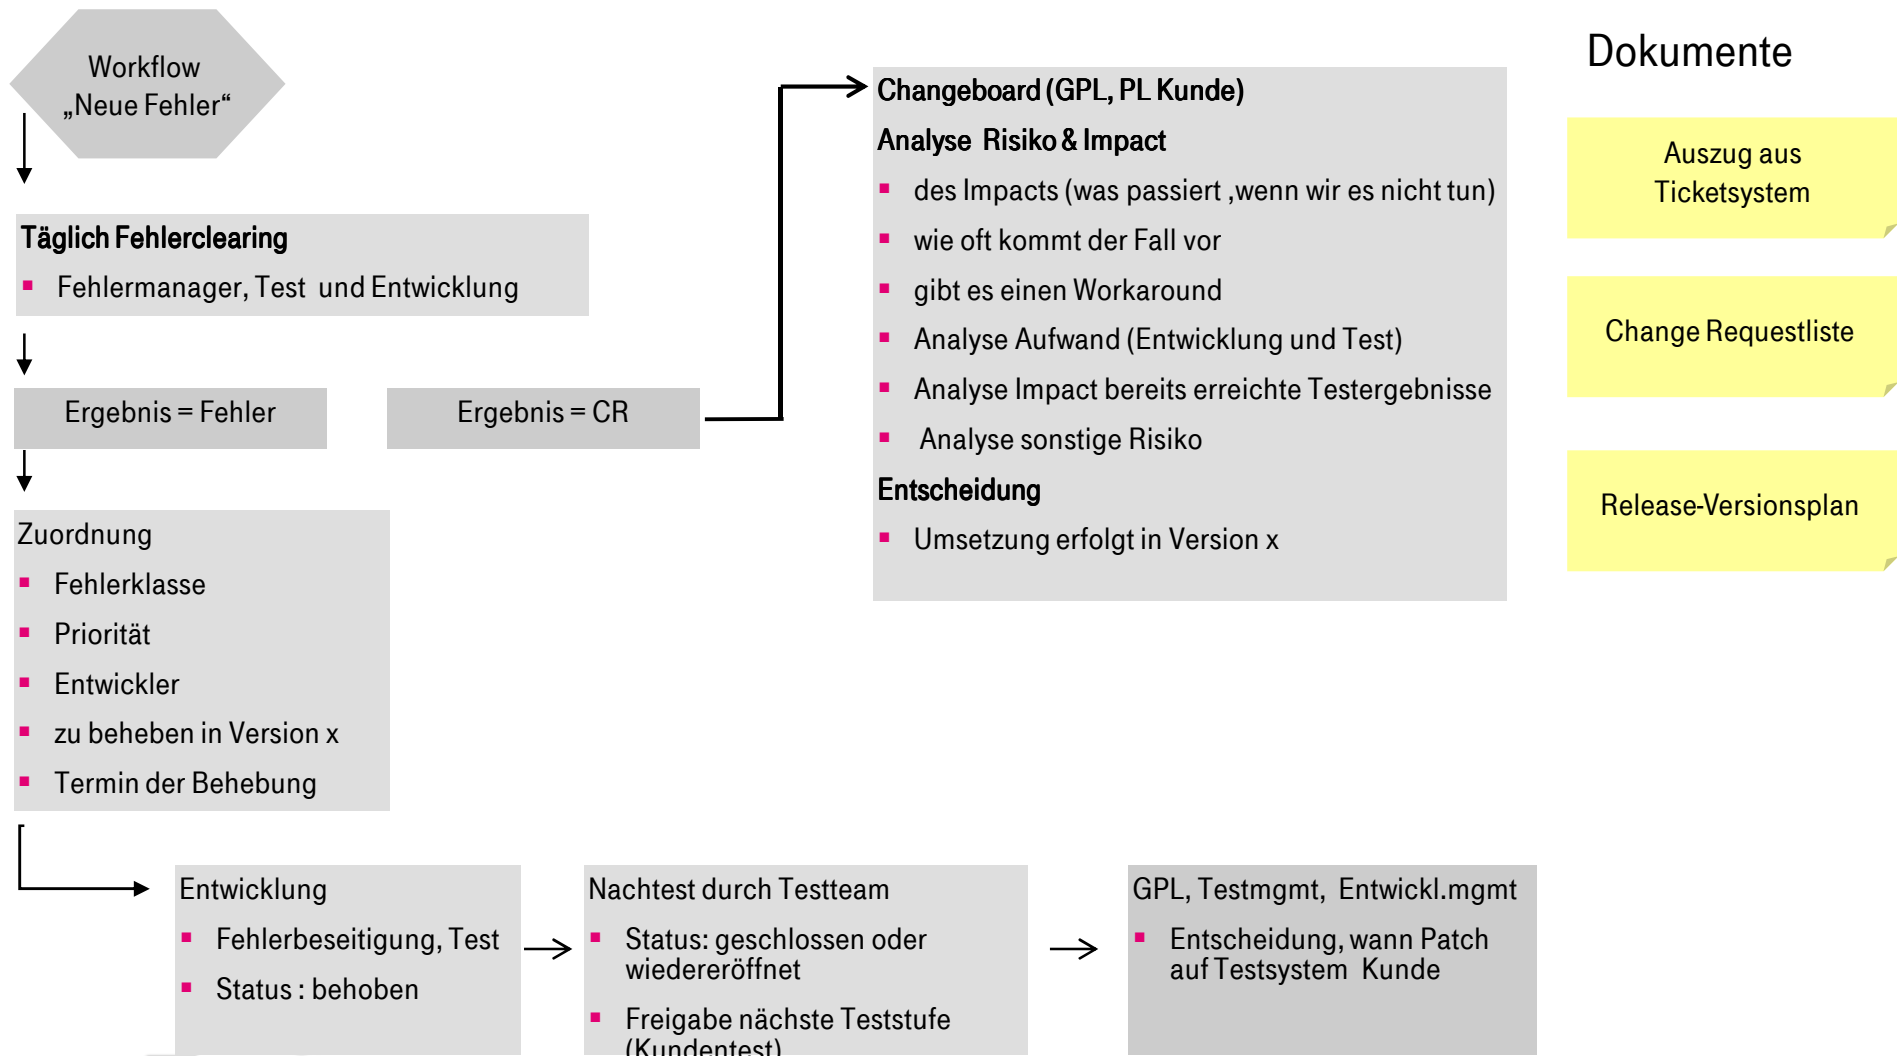 Workflow
„Neue Fehler“
Täglich Fehlerclearing
Fehlermanager, Test und Entwicklung
Ergebnis = Fehler
Ergebnis = CR
Zuordnung
Fehlerklasse
Priorität
Entwickler
zu beheben in Version x
Termin der Behebung
Changeboard (GPL, PL Kunde)
Analyse Risiko & Impact
des Impacts (was passiert ,wenn wir es nicht tun)
wie oft kommt der Fall vor
gibt es einen Workaround
Analyse Aufwand (Entwicklung und Test)
Analyse Impact bereits erreichte Testergebnisse
Analyse sonstige Risiko
Entscheidung
Umsetzung erfolgt in Version x
Dokumente
Auszug aus
Ticketsystem
Change Requestliste
Release-Versionsplan
Entwicklung
Fehlerbeseitigung, Test
Status : behoben
Nachtest durch Testteam
Status: geschlossen oder
wiedereröffnet
Freigabe nächste Teststufe
(Kundentest)
GPL, Testmgmt, Entwickl.mgmt
Entscheidung, wann Patch
auf Testsystem Kunde